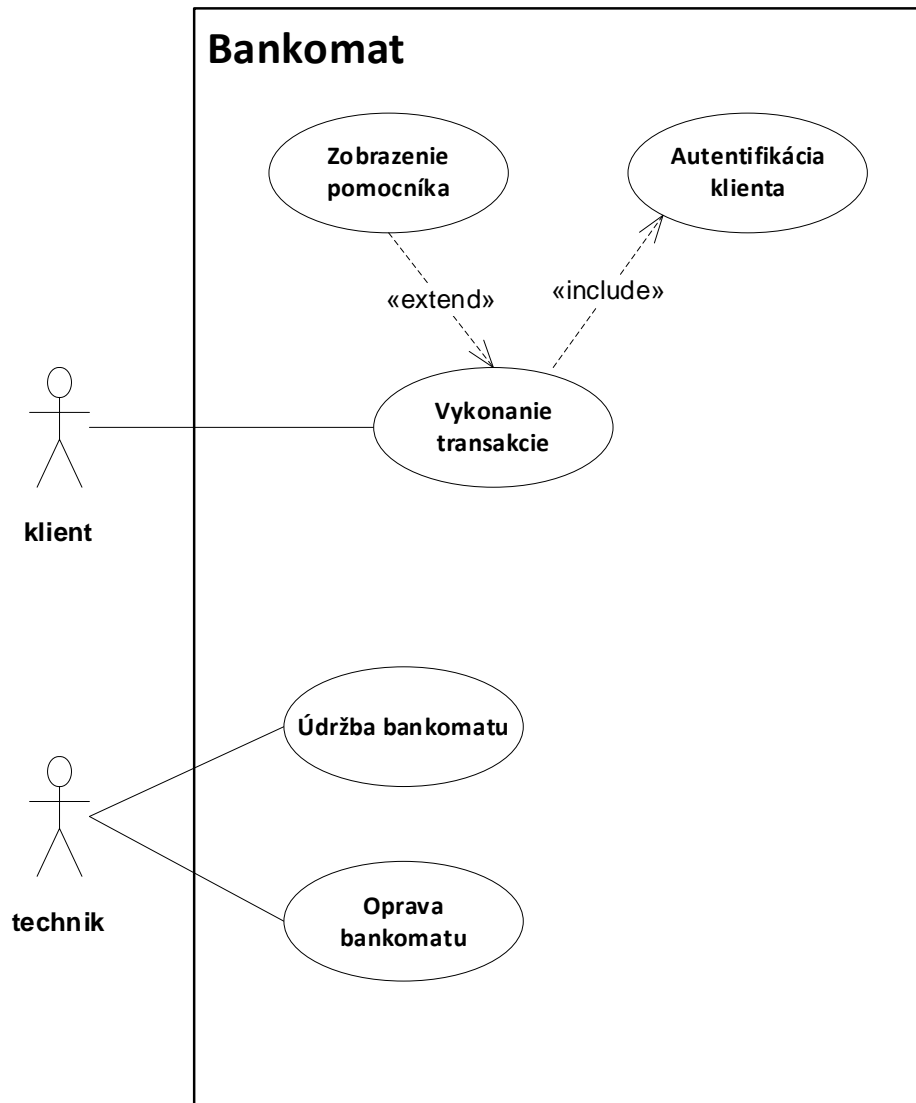 Bankomat
Zobrazenie
pomocníka
Autentifikácia
klienta
«extend»
«include»
Vykonanie
transakcie
klient
Údržba bankomatu
technik
Oprava
bankomatu